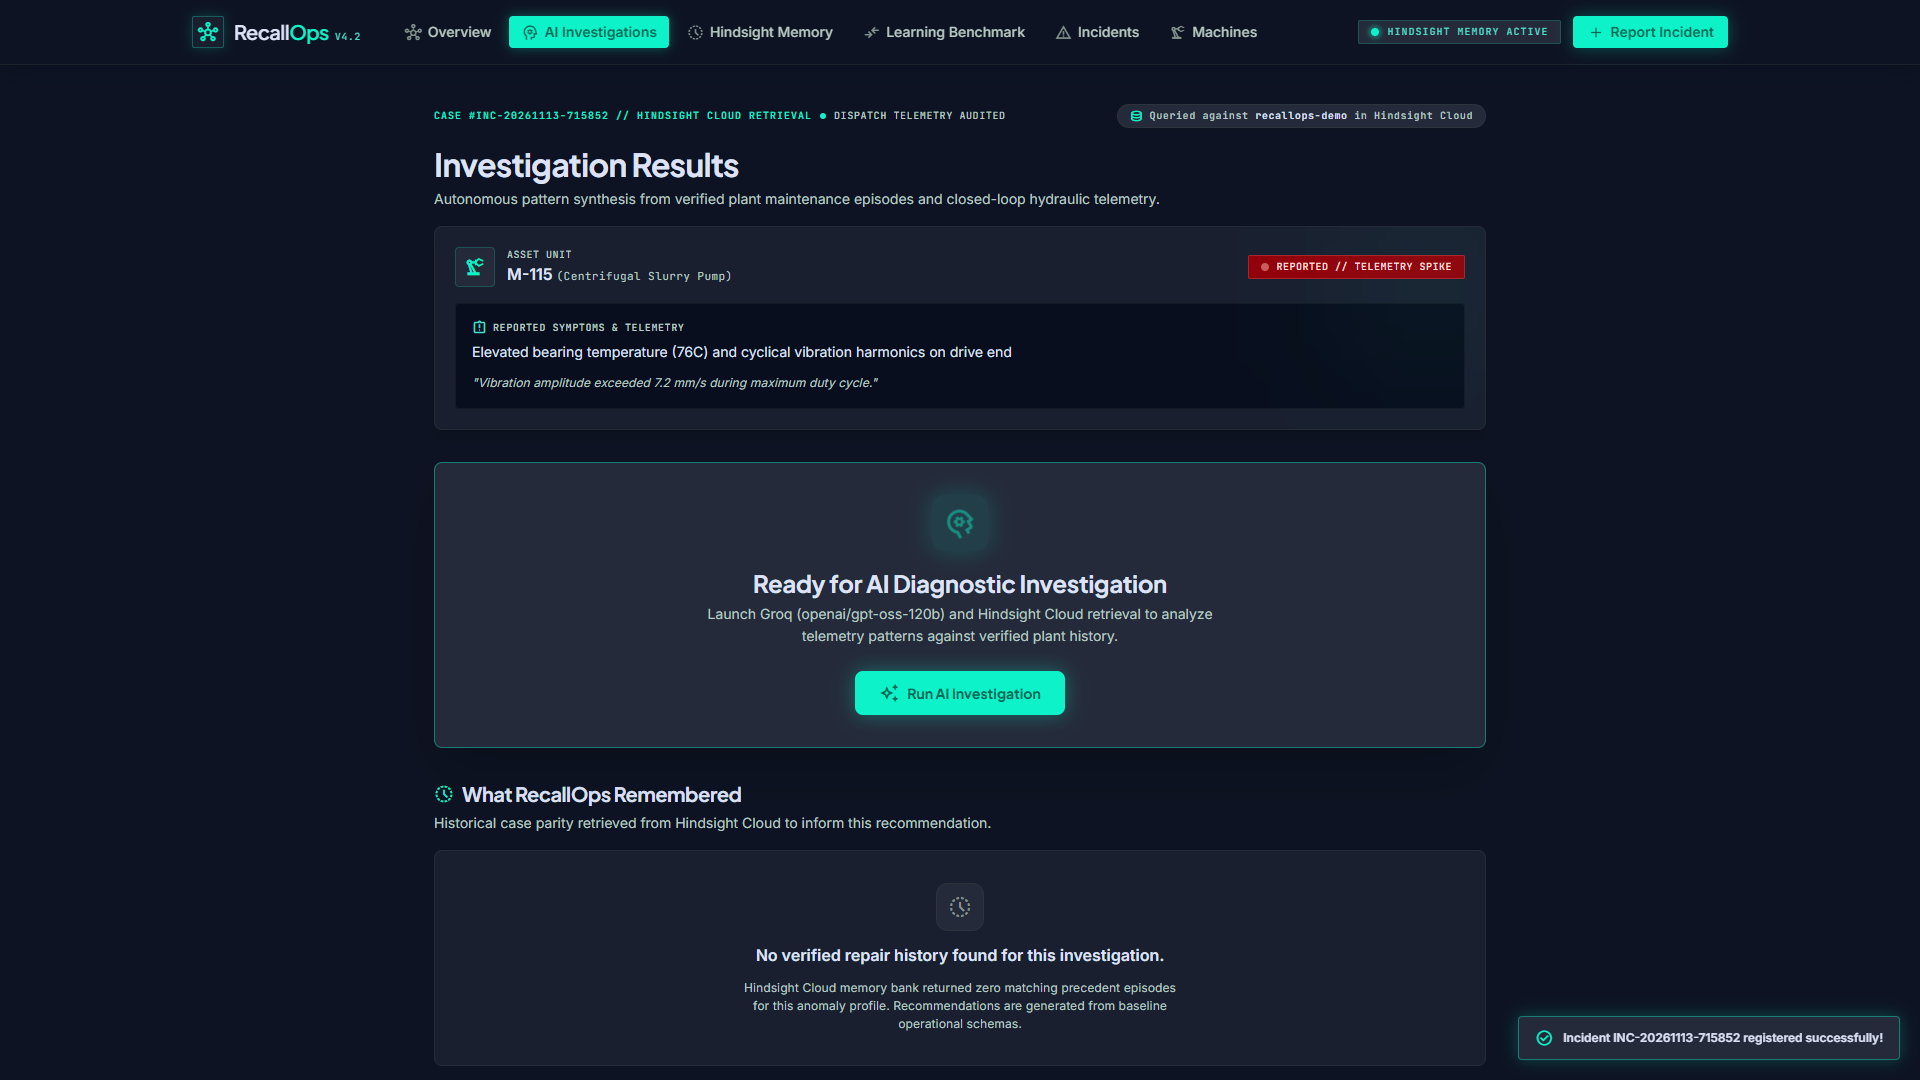 RecallOps V4.2
Overview
AI Investigations
Hindsight Memory
Learning Benchmark
Incidents
Machines
HINDSIGHT MEMORY ACTIVE
+ Report Incident
CASE #INC-20261113-715852 // HINDSIGHT CLOUD RETRIEVAL ● DISPATCH TELEMETRY AUDITED
Queried against recallops-demo in Hindsight Cloud
Investigation Results
Autonomous pattern synthesis from verified plant maintenance episodes and closed-loop hydraulic telemetry.
ASSET UNIT
M-115 (Centrifugal Slurry Pump)
REPORTED // TELEMETRY SPIKE
REPORTED SYMPTOMS & TELEMETRY
Elevated bearing temperature (76C) and cyclical vibration harmonics on drive end
"Vibration amplitude exceeded 7.2 mm/s during maximum duty cycle."
Ready for AI Diagnostic Investigation
Launch Groq (openai/gpt-oss-120b) and Hindsight Cloud retrieval to analyze
telemetry patterns against verified plant history.
Run AI Investigation
What RecallOps Remembered
Historical case parity retrieved from Hindsight Cloud to inform this recommendation.
No verified repair history found for this investigation.
Hindsight Cloud memory bank returned zero matching precedent episodes
for this anomaly profile. Recommendations are generated from baseline
operational schemas.
Incident INC-20261113-715852 registered successfully!